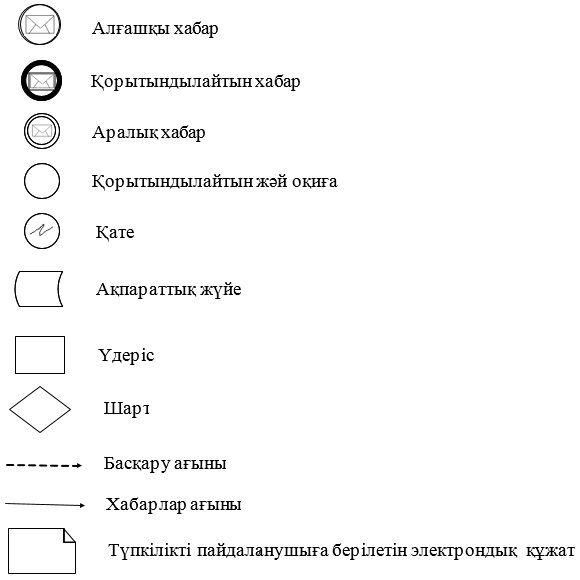 Алғашқы хабар
Қорытындылайтын хабар
Аралық хабар
Қорытындылайтын жәй оқиға
Қате
Ақпараттық жүйе
Үдеріс
Шарт
Басқару ағыны
Хабарлар ағыны
Түпкілікті пайдаланушыға берілетін электрондық құжат